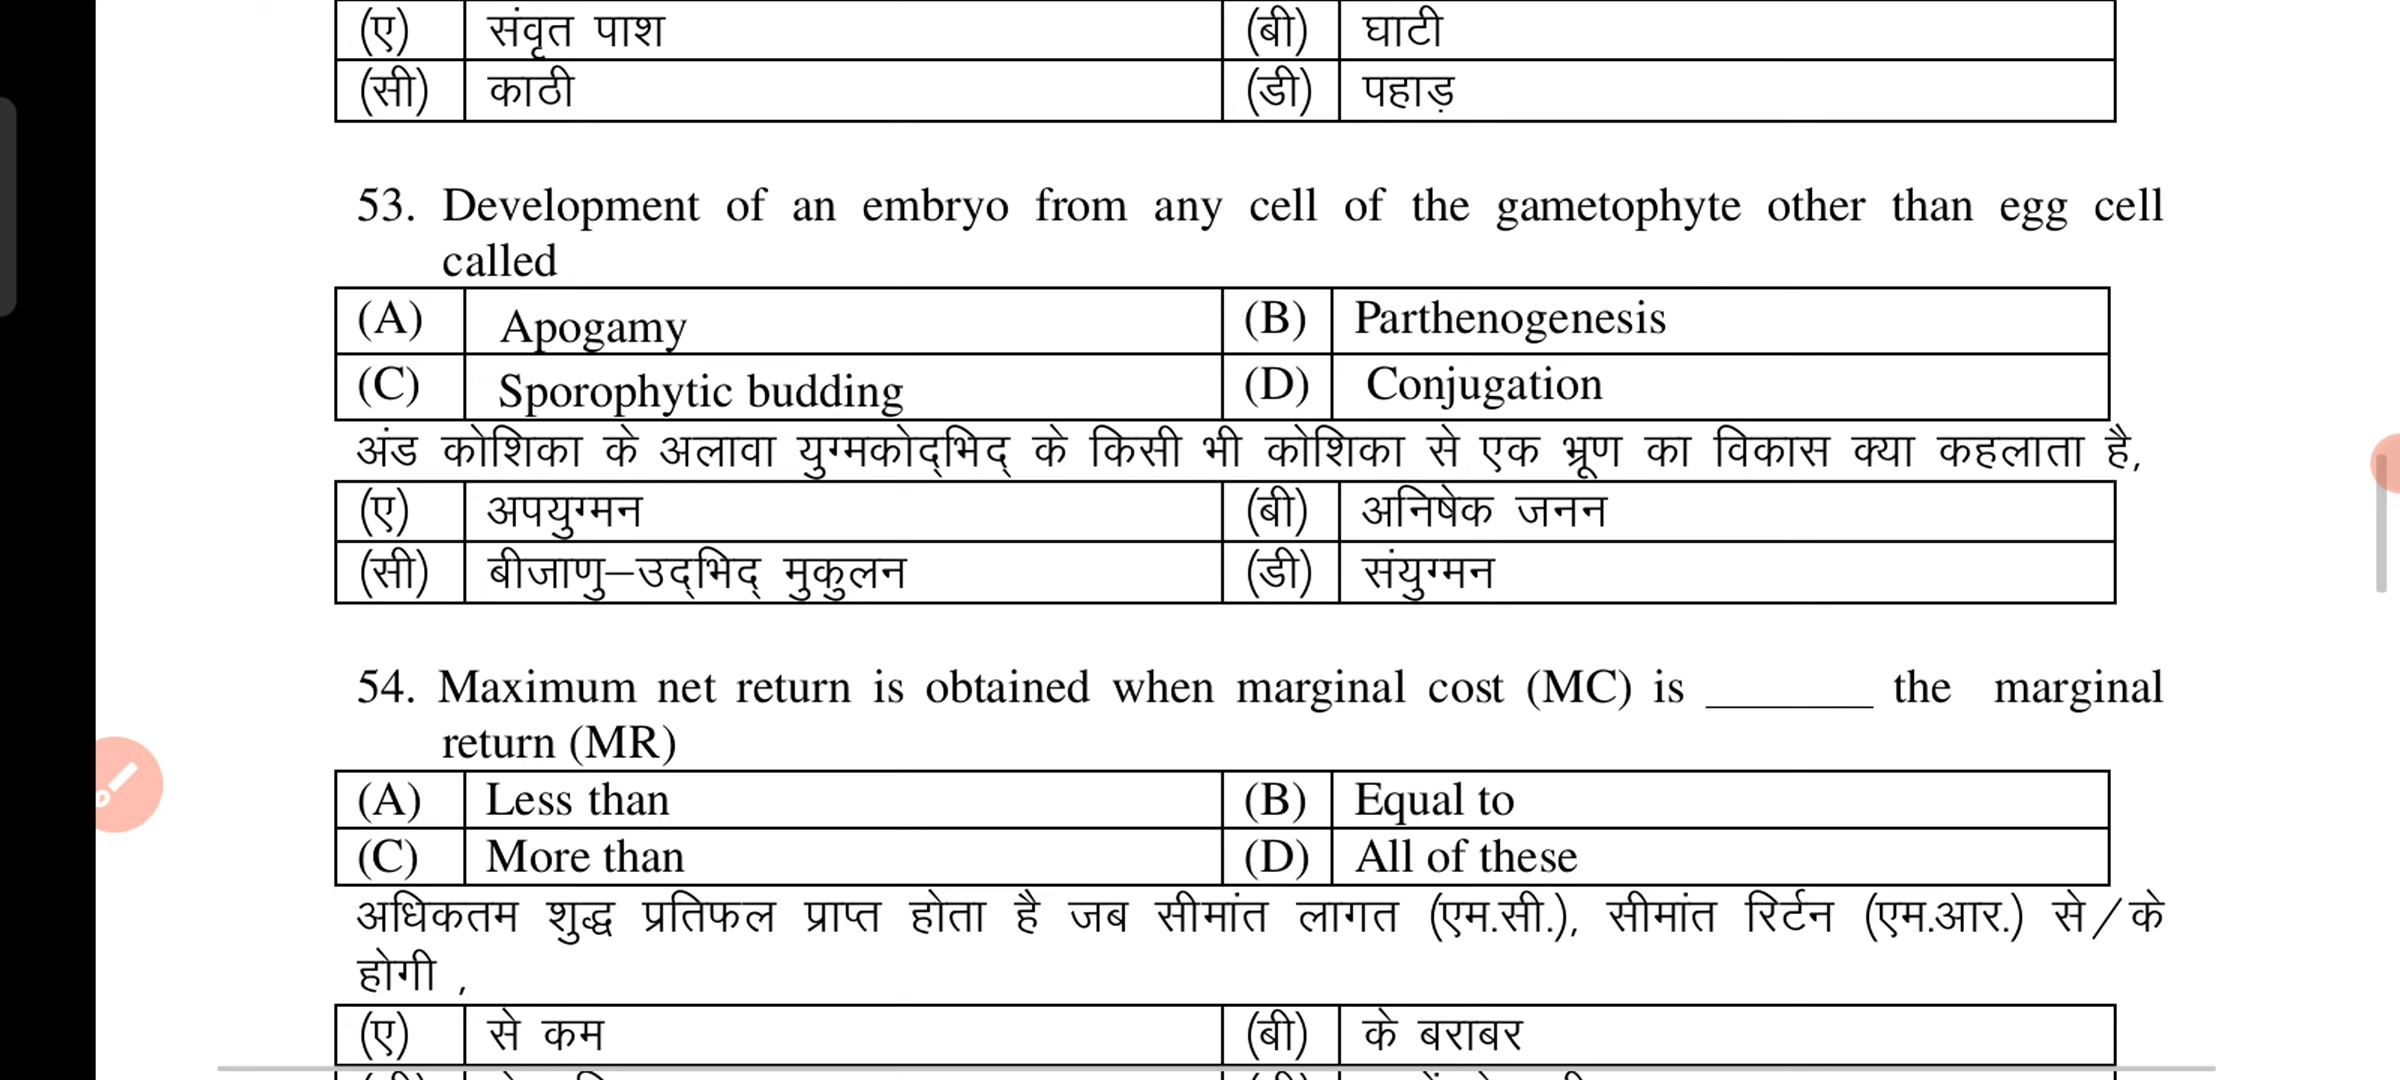 (ए) संवृत पाश (बी) घाटी
(सी) काठी (डी) पहाड़
53. Development of an embryo from any cell of the gametophyte other than egg cell
called
(A) Apogamy (B) Parthenogenesis
(C) Sporophytic budding (D) Conjugation
अंड कोशिका के अलावा युग्मकोद्भिद् के किसी भी कोशिका से एक भ्रूण का विकास क्या कहलाता है,
(ए) अपयुग्मन (बी) अनिषेक जनन
(सी) बीजाणु–उद्भिद् मुकुलन (डी) संयुग्मन
54. Maximum net return is obtained when marginal cost (MC) is _______ the marginal
return (MR)
(A) Less than (B) Equal to
(C) More than (D) All of these
अधिकतम शुद्ध प्रतिफल प्राप्त होता है जब सीमांत लागत (एम.सी.), सीमांत रिर्टन (एम.आर.) से/के
होगी ,
(ए) से कम (बी) के बराबर